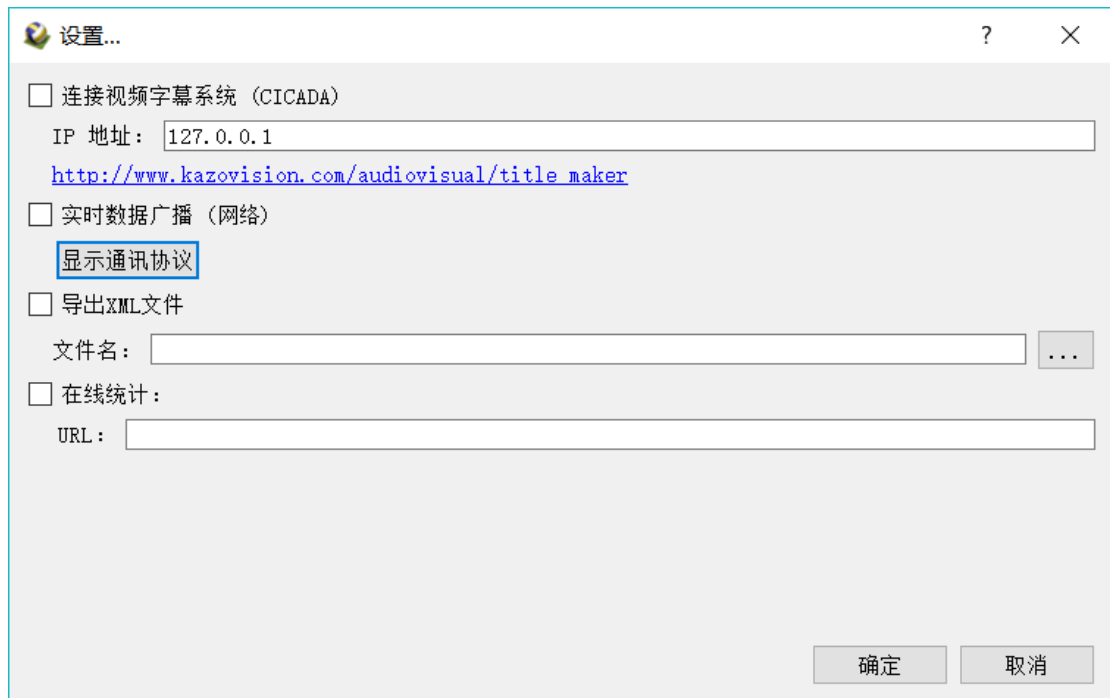 设置...
?
连接视频字幕系统 (CICADA)
IP 地址: 127.0.0.1
http://www.kazovision.com/audiovisual/title_maker
实时数据广播 (网络)
显示通讯协议
导出XML文件
文件名:
...
在线统计:
URL:
确定 取消